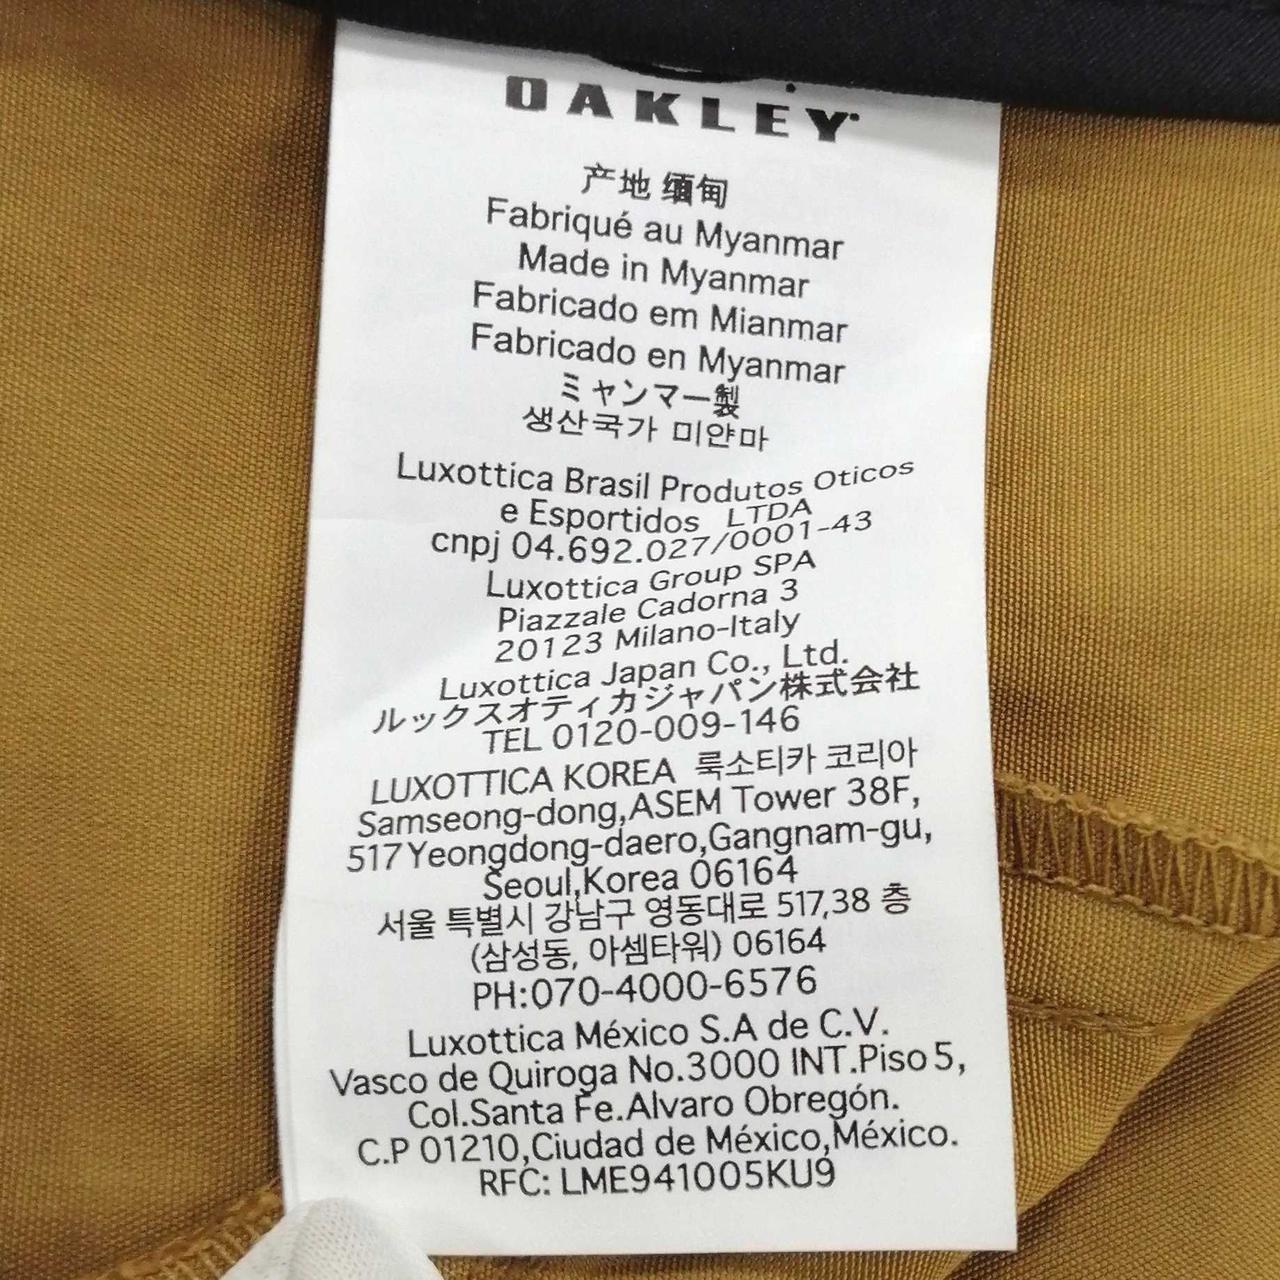 OAKLEY
产地 缅甸
Fabriqué au Myanmar
Made in Myanmar
Fabricado em Mianmar
Fabricado en Myanmar
ミャンマー製
생산국가 미얀마
Luxottica Brasil Produtos Oticos
e Esportidos LTDA
cnpj 04.692.027/0001-43
Luxottica Group SPA
Piazzale Cadorna 3
20123 Milano-Italy
Luxottica Japan Co., Ltd.
ルックスオティカジャパン株式会社
TEL 0120-009-146
LUXOTTICA KOREA 룩소티카 코리아
Samseong-dong,ASEM Tower 38F,
517Yeongdong-daero,Gangnam-gu,
Seoul,Korea 06164
서울 특별시 강남구 영동대로 517,38 층
(삼성동, 아셈타워) 06164
PH:070-4000-6576
Luxottica México S.A de C.V.
Vasco de Quiroga No.3000 INT.Piso 5,
Col.Santa Fe.Alvaro Obregón.
C.P 01210,Ciudad de México,México.
RFC: LME941005KU9